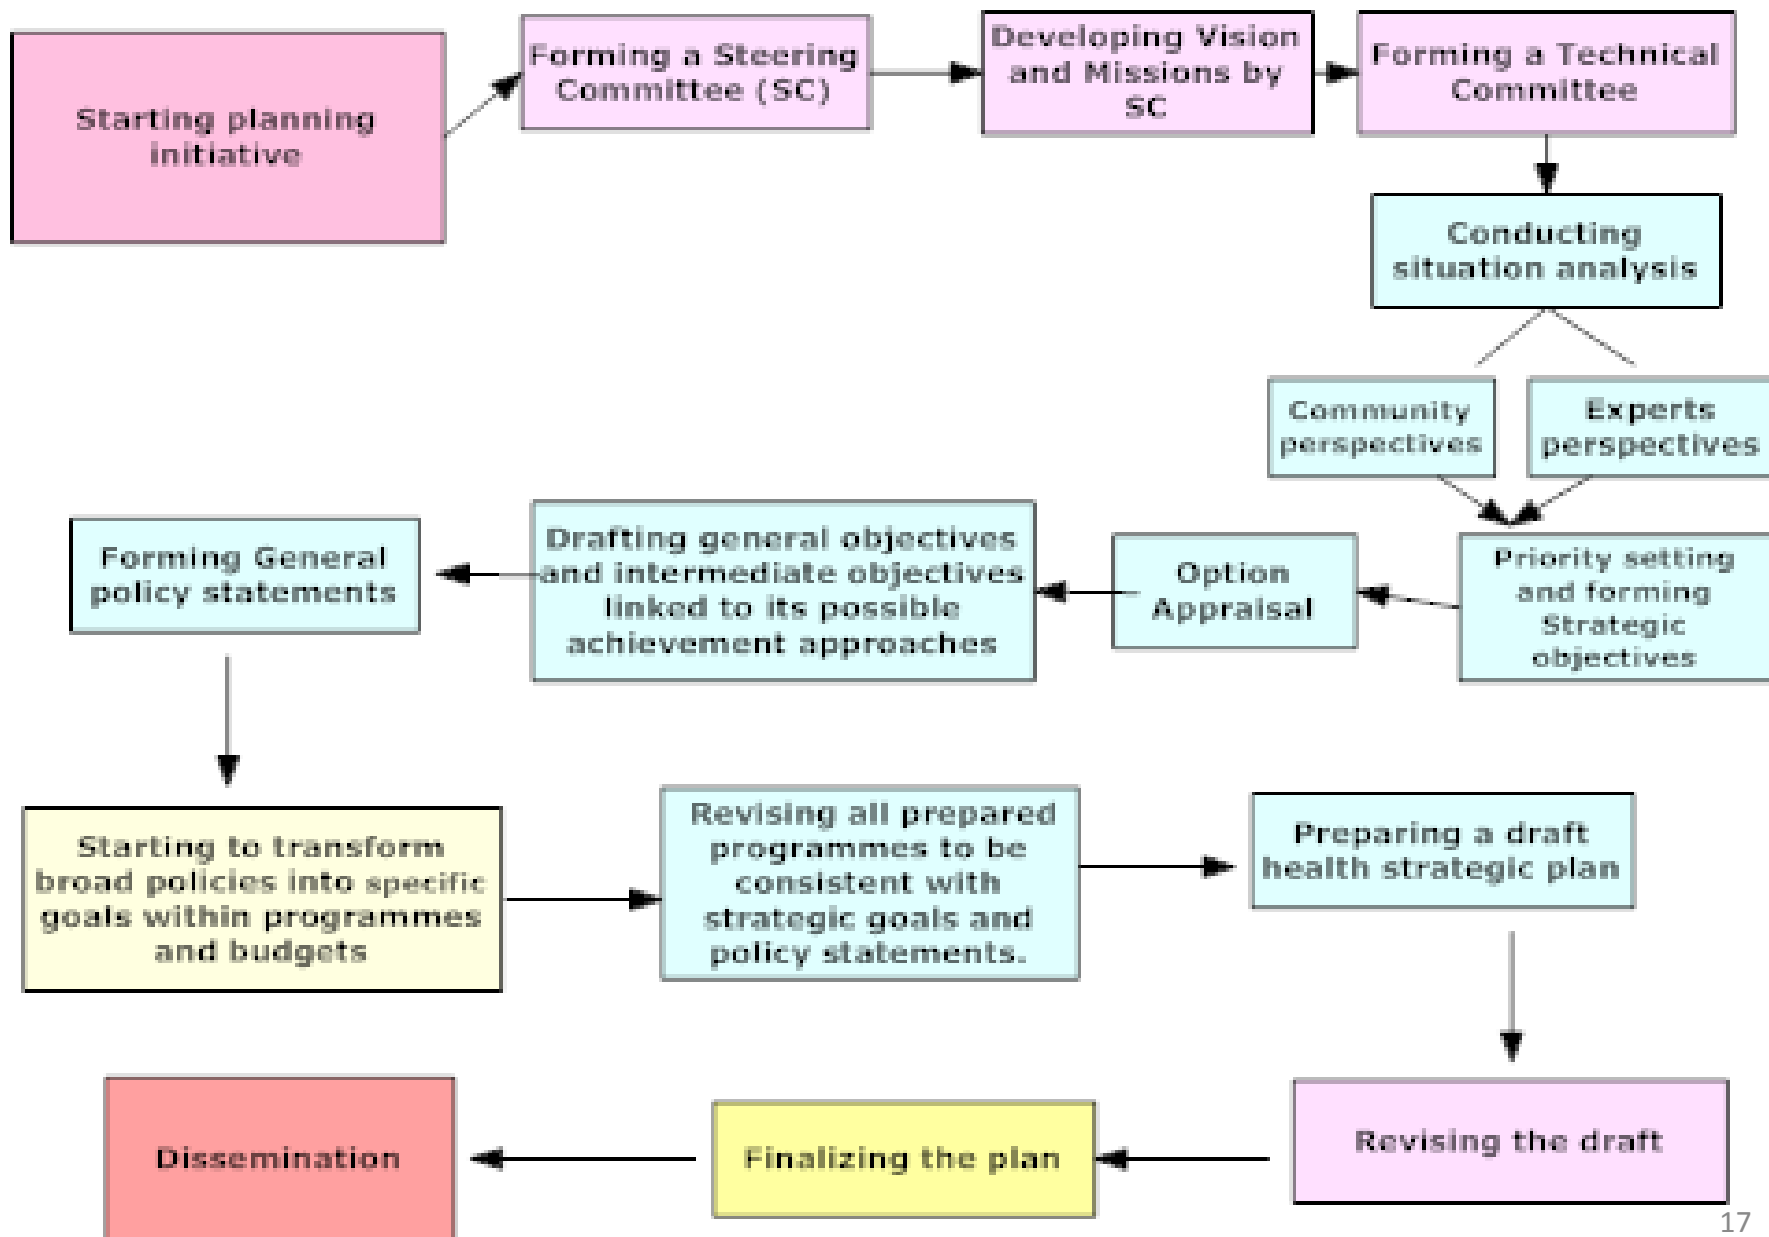 Starting planning
initiative
Forming a Steering
Committee (SC)
Developing Vision
and Missions by
SC
Forming a Technical
Committee
Conducting
situation analysis
Community
perspectives
Experts
perspectives
Priority setting
and forming
Strategic
objectives
Option
Appraisal
Drafting general objectives
and intermediate objectives
linked to its possible
achievement approaches
Forming General
policy statements
Starting to transform
broad policies into specific
goals within programmes
and budgets
Revising all prepared
programmes to be
consistent with
strategic goals and
policy statements.
Preparing a draft
health strategic plan
Revising the draft
Finalizing the plan
Dissemination
17